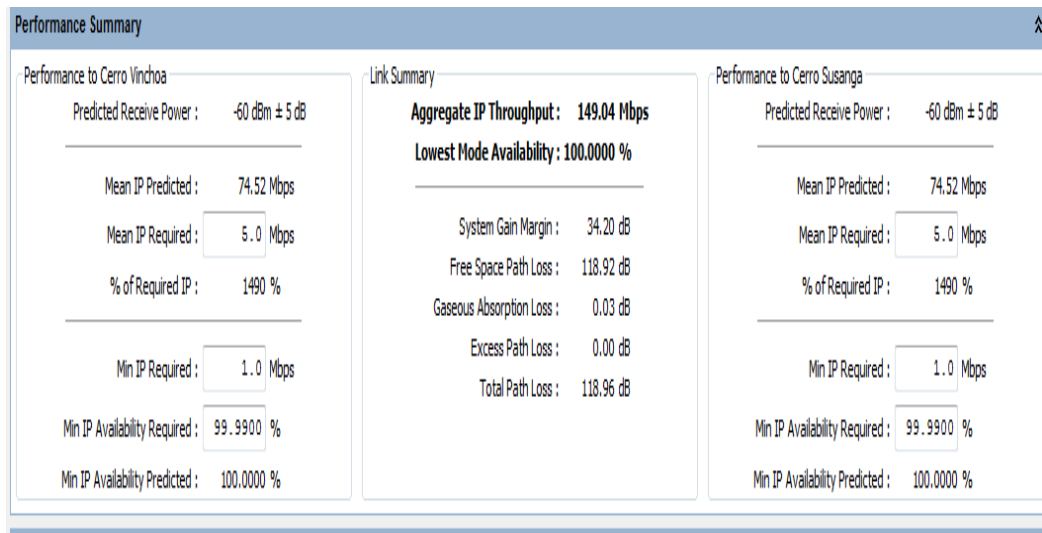 Performance Summary
Performance to Cerro Vinchoa
Predicted Receive Power : -60 dBm ± 5 dB
Mean IP Predicted : 74.52 Mbps
Mean IP Required : 5.0 Mbps
% of Required IP : 1490 %
Min IP Required : 1.0 Mbps
Min IP Availability Required : 99.9900 %
Min IP Availability Predicted : 100.0000 %
Link Summary
Aggregate IP Throughput : 149.04 Mbps
Lowest Mode Availability : 100.0000 %
System Gain Margin : 34.20 dB
Free Space Path Loss : 118.92 dB
Gaseous Absorption Loss : 0.03 dB
Excess Path Loss : 0.00 dB
Total Path Loss : 118.96 dB
Performance to Cerro Susanga
Predicted Receive Power : -60 dBm ± 5 dB
Mean IP Predicted : 74.52 Mbps
Mean IP Required : 5.0 Mbps
% of Required IP : 1490 %
Min IP Required : 1.0 Mbps
Min IP Availability Required : 99.9900 %
Min IP Availability Predicted : 100.0000 %